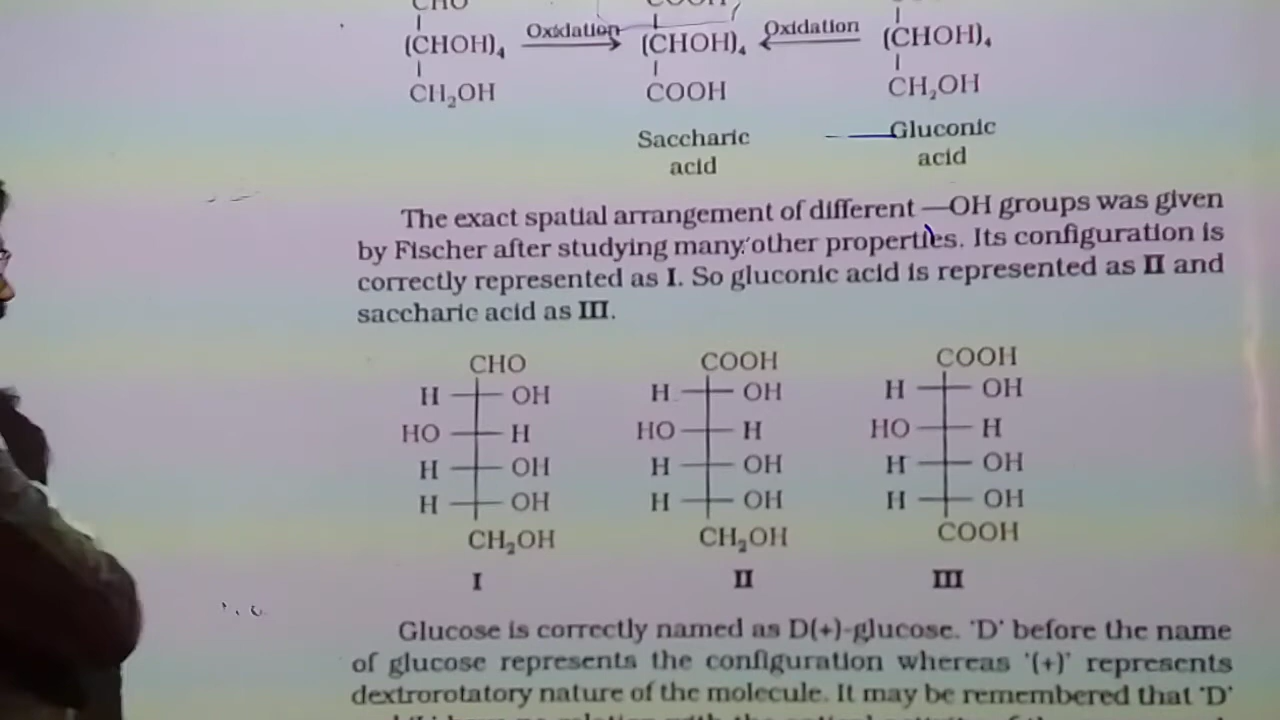 CHO COOH
(CHOH)₄ Oxidation (CHOH)₄ Oxidation (CHOH)₄
CH₂OH COOH CH₂OH
Saccharic acid Gluconic acid
The exact spatial arrangement of different —OH groups was given
by Fischer after studying many other properties. Its configuration is
correctly represented as I. So gluconic acid is represented as II and
saccharic acid as III.
CHO COOH COOH
H OH H OH H OH
HO H HO H HO H
H OH H OH H OH
H OH H OH H OH
CH₂OH CH₂OH COOH
I II III
Glucose is correctly named as D(+)-glucose. 'D' before the name
of glucose represents the configuration whereas '(+)' represents
dextrorotatory nature of the molecule. It may be remembered that 'D'